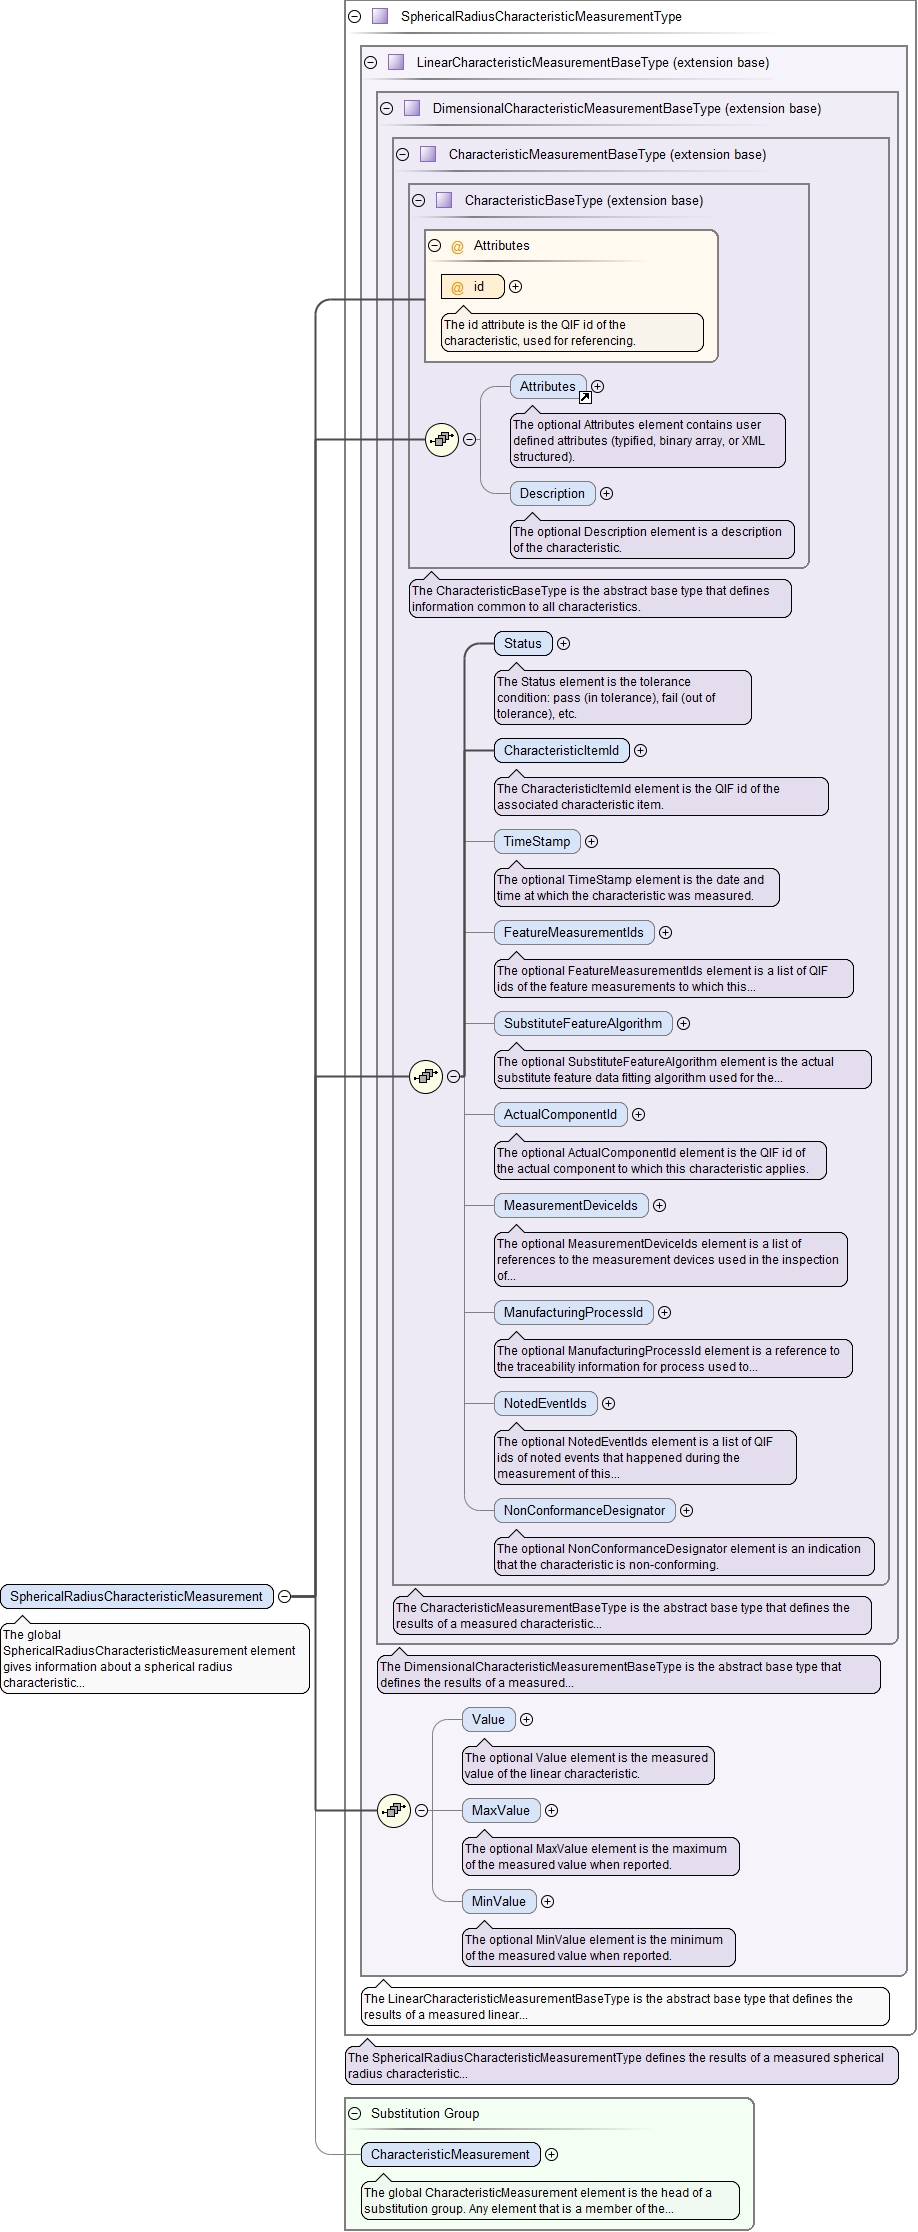 SphericalRadiusCharacteristicMeasurementType
LinearCharacteristicMeasurementBaseType (extension base)
DimensionalCharacteristicMeasurementBaseType (extension base)
CharacteristicMeasurementBaseType (extension base)
CharacteristicBaseType (extension base)
@ Attributes
@ id
The id attribute is the QIF id of the
characteristic, used for referencing.
Attributes
The optional Attributes element contains user
defined attributes (typified, binary array, or XML
structured).
Description
The optional Description element is a description
of the characteristic.
The CharacteristicBaseType is the abstract base type that defines
information common to all characteristics.
Status
The Status element is the tolerance
condition: pass (in tolerance), fail (out of
tolerance), etc.
CharacteristicItemId
The CharacteristicItemId element is the QIF id of the
associated characteristic item.
TimeStamp
The optional TimeStamp element is the date and
time at which the characteristic was measured.
FeatureMeasurementIds
The optional FeatureMeasurementIds element is a list of QIF
ids of the feature measurements to which this...
SubstituteFeatureAlgorithm
The optional SubstituteFeatureAlgorithm element is the actual
substitute feature data fitting algorithm used for the...
ActualComponentId
The optional ActualComponentId element is the QIF id of
the actual component to which this characteristic applies.
MeasurementDeviceIds
The optional MeasurementDeviceIds element is a list of
references to the measurement devices used in the inspection
of...
ManufacturingProcessId
The optional ManufacturingProcessId element is a reference to
the traceability information for process used to...
NotedEventIds
The optional NotedEventIds element is a list of QIF
ids of noted events that happened during the
measurement of this...
NonConformanceDesignator
The optional NonConformanceDesignator element is an indication
that the characteristic is non-conforming.
SphericalRadiusCharacteristicMeasurement
The global
SphericalRadiusCharacteristicMeasurement element
gives information about a spherical radius
characteristic...
The CharacteristicMeasurementBaseType is the abstract base type that defines the
results of a measured characteristic...
The DimensionalCharacteristicMeasurementBaseType is the abstract base type that
defines the results of a measured...
Value
The optional Value element is the measured
value of the linear characteristic.
MaxValue
The optional MaxValue element is the maximum
of the measured value when reported.
MinValue
The optional MinValue element is the minimum
of the measured value when reported.
The LinearCharacteristicMeasurementBaseType is the abstract base type that defines the
results of a measured linear...
The SphericalRadiusCharacteristicMeasurementType defines the results of a measured spherical
radius characteristic...
Substitution Group
CharacteristicMeasurement
The global CharacteristicMeasurement element is the head of a
substitution group. Any element that is a member of the...